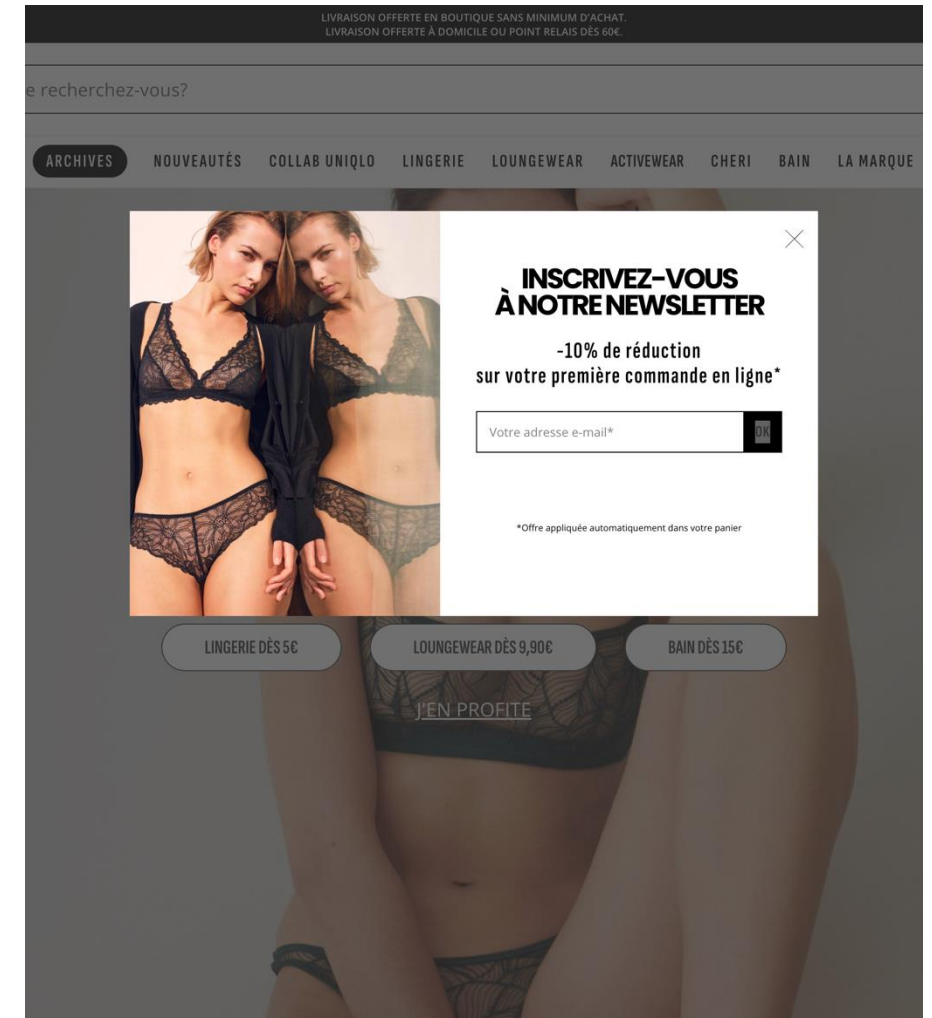 LIVRAISON OFFERTE EN BOUTIQUE SANS MINIMUM D'ACHAT.
LIVRAISON OFFERTE À DOMICILE OU POINT RELAIS DÈS 60€.
e recherchez-vous?
ARCHIVES NOUVEAUTÉS COLLAB UNIQLO LINGERIE LOUNGEWEAR ACTIVEWEAR CHERI BAIN LA MARQUE
INSCRIVEZ-VOUS
À NOTRE NEWSLETTER
-10% de réduction
sur votre première commande en ligne*
Votre adresse e-mail* OK
*Offre appliquée automatiquement dans votre panier
LINGERIE DÈS 5€ LOUNGEWEAR DÈS 9,90€ BAIN DÈS 15€
J'EN PROFITE